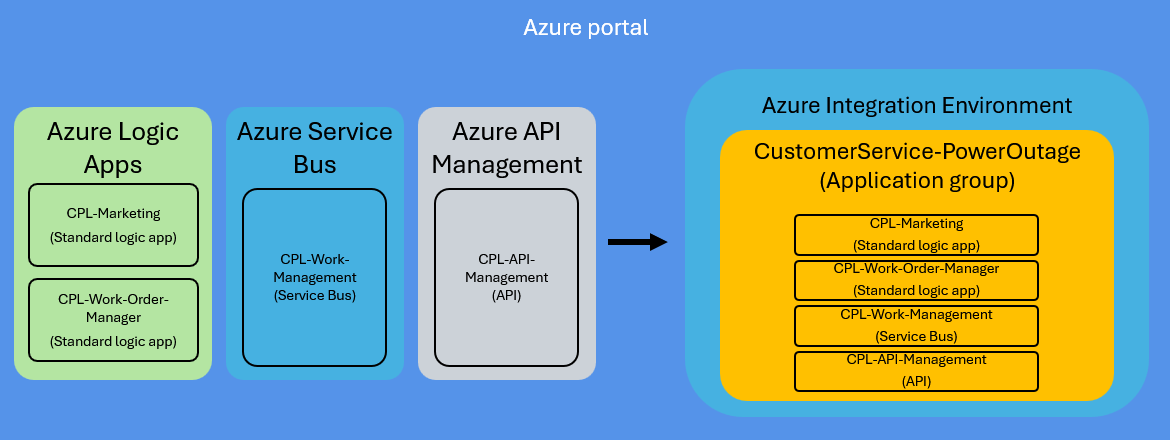 Azure portal
Azure Logic
Apps
CPL-Marketing
(Standard logic app)
CPL-Work-Order-
Manager
(Standard logic app)
Azure Service
Bus
CPL-Work-
Management
(Service Bus)
Azure API
Management
CPL-API-
Management
(API)
Azure Integration Environment
CustomerService-PowerOutage
(Application group)
CPL-Marketing
(Standard logic app)
CPL-Work-Order-Manager
(Standard logic app)
CPL-Work-Management
(Service Bus)
CPL-API-Management
(API)